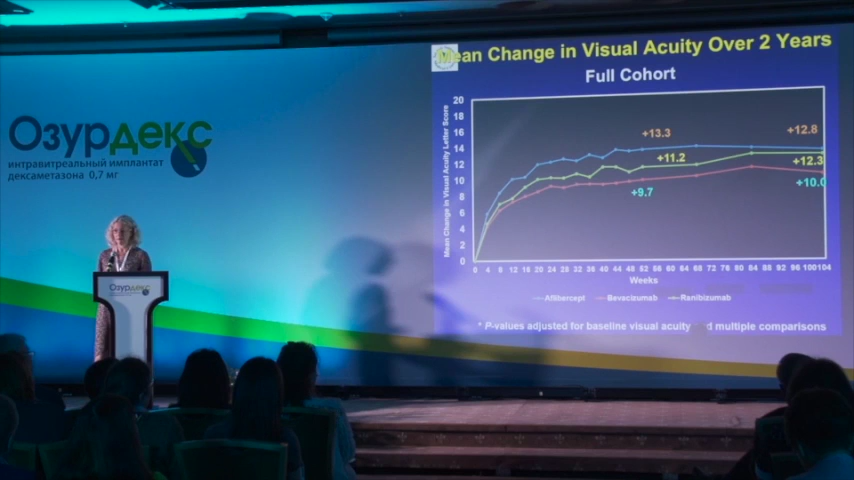 Озурдекс
интравитреальный имплантат
дексаметазона 0,7 мг
Озурдекс
Mean Change in Visual Acuity Over 2 Years
Full Cohort
Mean Change in Visual Acuity Letter Score
20
18
16
14
12
10
8
6
4
2
0
+13.3
+12.8
+11.2
+12.3
+9.7
+10.0
0 4 8 12 16 20 24 28 32 36 40 44 48 52 56 60 64 68 72 76 80 84 88 92 96 100 104
Weeks
Aflibercept Bevacizumab Ranibizumab
* P-values adjusted for baseline visual acuity and multiple comparisons